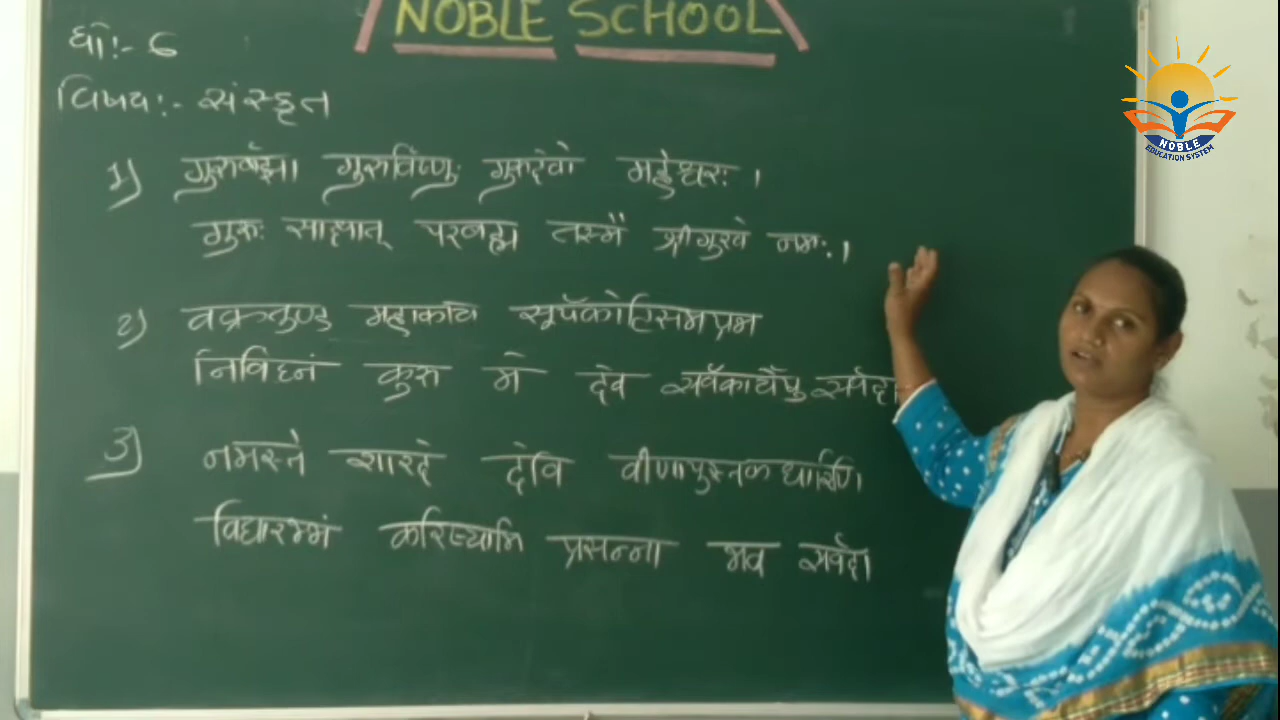 NOBLE SCHOOL
धो:- 6
विषय:- संस्कृत
1) गुरुर्ब्रह्मा गुरुर्विष्णुः गुरुर्देवो महेश्वरः ।
गुरुः साक्षात् परब्रह्म तस्मै श्रीगुरवे नमः ।
२) वक्रतुण्ड महाकाय सूर्यकोटिसमप्रभ
निर्विघ्नं कुरु मे देव सर्वकार्येषु सर्वदा
3) नमस्ते शारदे देवि वीणापुस्तकधारिणि
विद्यारम्भं करिष्यामि प्रसन्ना भव सर्वदा
NOBLE
EDUCATION SYSTEM